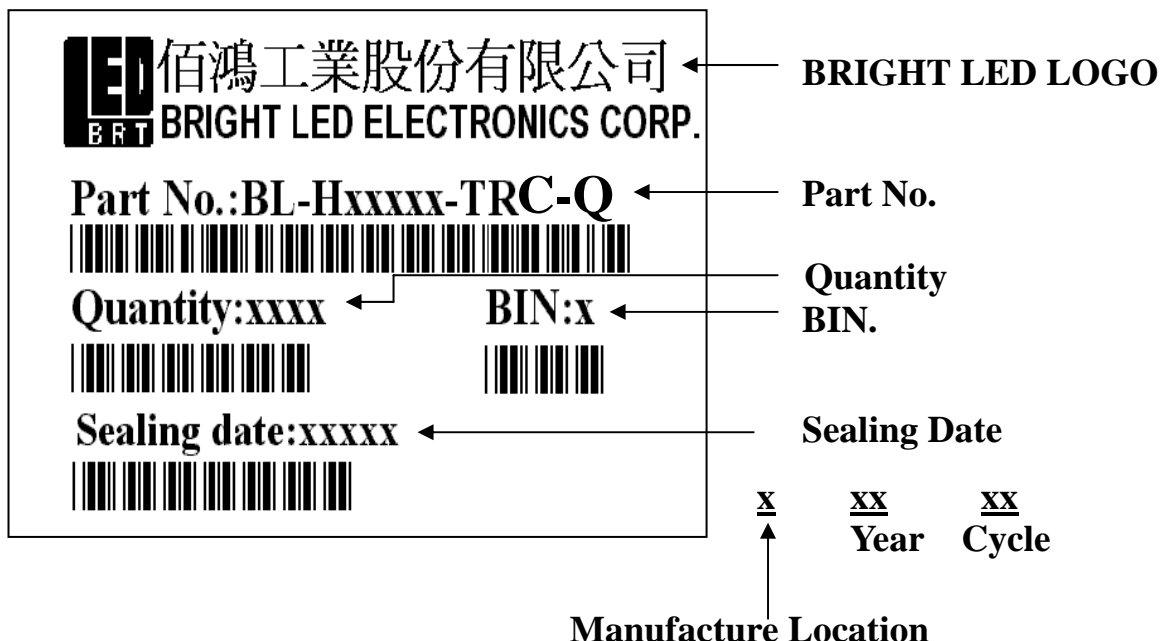 LED 佰鴻工業股份有限公司 BRIGHT LED LOGO
BRT BRIGHT LED ELECTRONICS CORP.
Part No.:BL-Hxxxxx-TRC-Q Part No.
Quantity
Quantity:xxxx BIN:x BIN.
Sealing date:xxxxx Sealing Date
x xx xx
Year Cycle
Manufacture Location